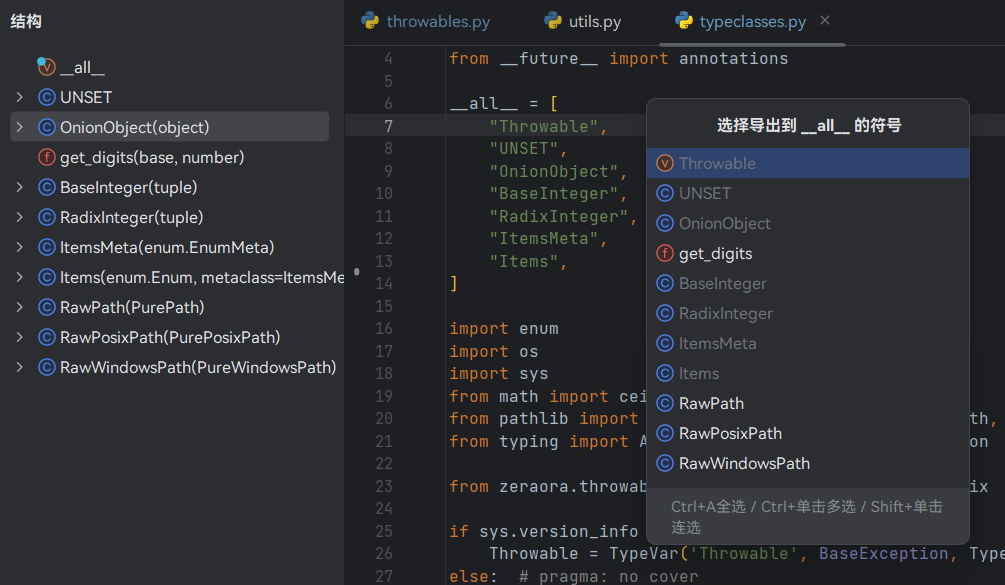 结构
__all__
UNSET
OnionObject(object)
get_digits(base, number)
BaseInteger(tuple)
RadixInteger(tuple)
ItemsMeta(enum.EnumMeta)
Items(enum.Enum, metaclass=ItemsMe
RawPath(PurePath)
RawPosixPath(PurePosixPath)
RawWindowsPath(PureWindowsPath)
throwables.py utils.py typeclasses.py
4 from __future__ import annotations
5
6 __all__ = [
7 "Throwable",
8 "UNSET",
9 "OnionObject",
10 "BaseInteger",
11 "RadixInteger",
12 "ItemsMeta",
13 "Items",
14 ]
15
16 import enum
17 import os
18 import sys
19 from math import cei
20 from pathlib import th,
21 from typing import A on
22
23 from zeraora.throwab ix
24
25 if sys.version_info
26 Throwable = TypeVar('Throwable', BaseException, Type
27 else: # pragma: no cover
选择导出到 __all__ 的符号
Throwable
UNSET
OnionObject
get_digits
BaseInteger
RadixInteger
ItemsMeta
Items
RawPath
RawPosixPath
RawWindowsPath
Ctrl+A全选 / Ctrl+单击多选 / Shift+单击
连选